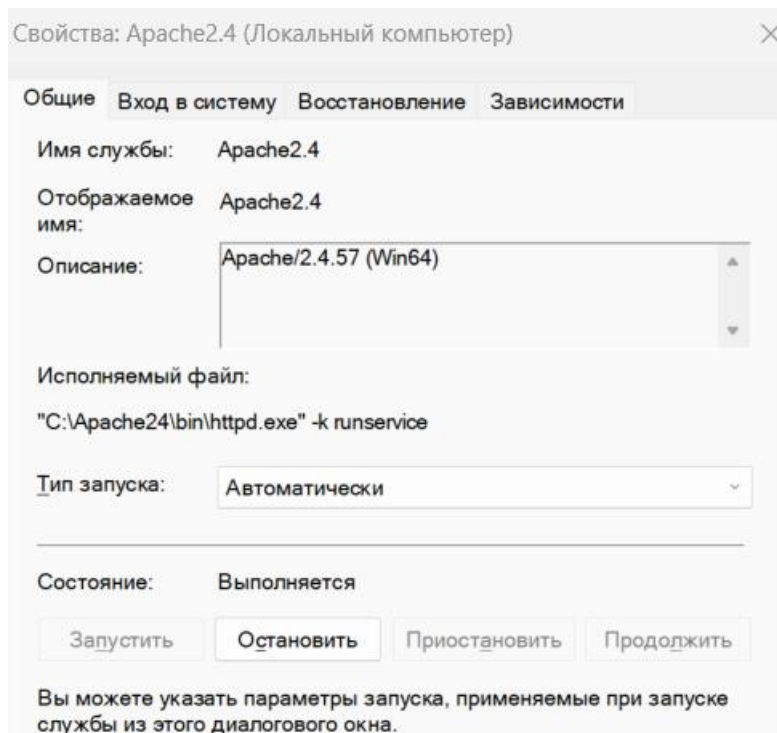 Свойства: Apache2.4 (Локальный компьютер)
Общие Вход в систему Восстановление Зависимости
Имя службы: Apache2.4
Отображаемое
имя: Apache2.4
Описание: Apache/2.4.57 (Win64)
Исполняемый файл:
"C:\Apache24\bin\httpd.exe" -k runservice
Тип запуска: Автоматически
Состояние: Выполняется
Запустить Остановить Приостановить Продолжить
Вы можете указать параметры запуска, применяемые при запуске
службы из этого диалогового окна.